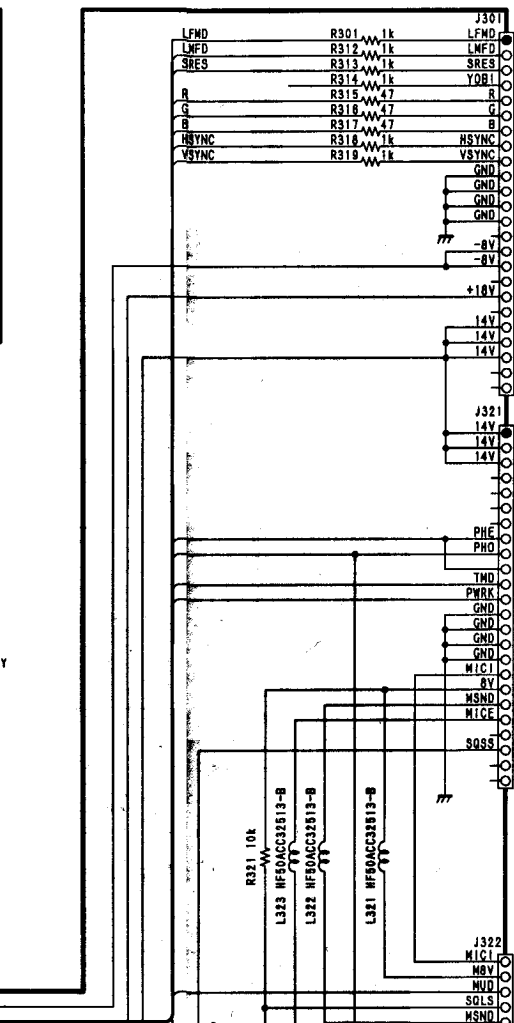 J301
LFMD R301 1k LFMD
LMFD R312 1k LMFD
SRES R313 1k SRES
R314 1k YOBI
R R315 47 R
G R316 47 G
B R317 47 B
HSYNC R318 1k HSYNC
VSYNC R319 1k VSYNC
GND
GND
GND
GND
-8V
-8V
+18V
14V
14V
14V
J321
14V
14V
14V
PHE
PHO
TMD
PWRK
GND
GND
GND
GND
Y
MICI
8V
MSND
MICE
SQSS
R321 10k
L323 HF50ACC32513-B
L322 HF50ACC32513-B
L321 HF50ACC32513-B
J322
MICI
M8V
MUD
SQLS
MSND